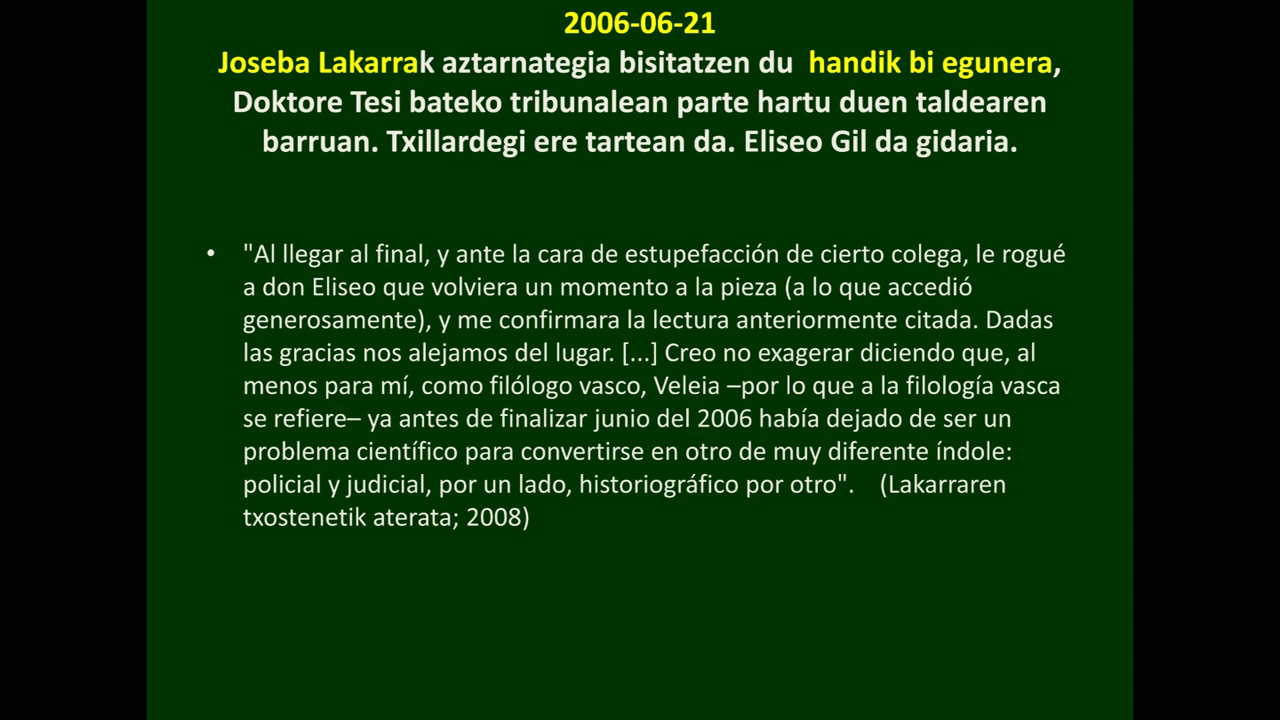 2006-06-21
Joseba Lakarrak aztarnategia bisitatzen du handik bi egunera,
Doktore Tesi bateko tribunalean parte hartu duen taldearen
barruan. Txillardegi ere tartean da. Eliseo Gil da gidaria.
• "Al llegar al final, y ante la cara de estupefacción de cierto colega, le rogué
a don Eliseo que volviera un momento a la pieza (a lo que accedió
generosamente), y me confirmara la lectura anteriormente citada. Dadas
las gracias nos alejamos del lugar. [...] Creo no exagerar diciendo que, al
menos para mí, como filólogo vasco, Veleia –por lo que a la filología vasca
se refiere– ya antes de finalizar junio del 2006 había dejado de ser un
problema científico para convertirse en otro de muy diferente índole:
policial y judicial, por un lado, historiográfico por otro". (Lakarraren
txostenetik aterata; 2008)